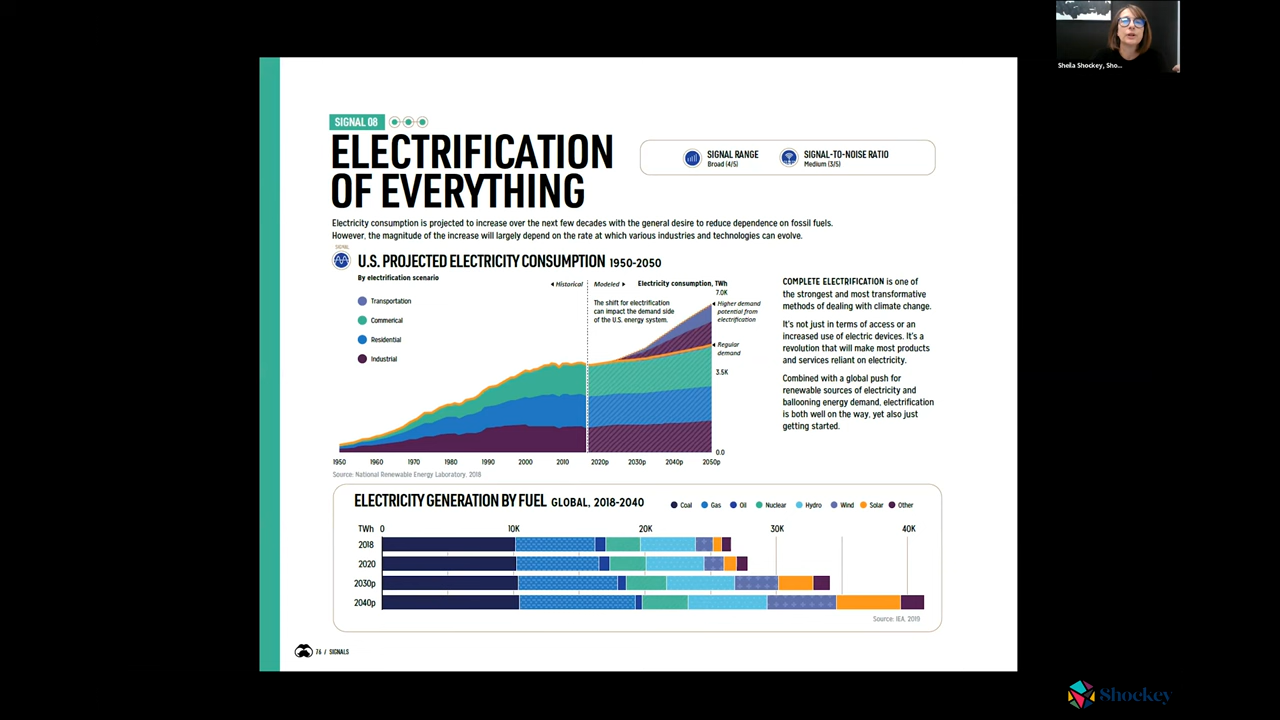 Sheila Shockey, Sho...
SIGNAL 08
ELECTRIFICATION
OF EVERYTHING
SIGNAL RANGE
Broad (4/5)
SIGNAL-TO-NOISE RATIO
Medium (3/5)
Electricity consumption is projected to increase over the next few decades with the general desire to reduce dependence on fossil fuels.
However, the magnitude of the increase will largely depend on the rate at which various industries and technologies can evolve.
SIGNAL
U.S. PROJECTED ELECTRICITY CONSUMPTION 1950-2050
By electrification scenario
Historical
Modeled
Electricity consumption, TWh
Transportation
Commerical
Residential
Industrial
The shift for electrification
can impact the demand side
of the U.S. energy system.
7.0K
Higher demand
potential from
electrification
Regular
demand
3.5K
0.0
1950 1960 1970 1980 1990 2000 2010 2020p 2030p 2040p 2050p
Source: National Renewable Energy Laboratory, 2018
COMPLETE ELECTRIFICATION is one of
the strongest and most transformative
methods of dealing with climate change.
It's not just in terms of access or an
increased use of electric devices. It's a
revolution that will make most products
and services reliant on electricity.
Combined with a global push for
renewable sources of electricity and
ballooning energy demand, electrification
is both well on the way, yet also just
getting started.
ELECTRICITY GENERATION BY FUEL GLOBAL, 2018-2040
Coal Gas Oil Nuclear Hydro Wind Solar Other
TWh 0 10K 20K 30K 40K
2018
2020
2030p
2040p
Source: IEA, 2019
76 / SIGNALS
Shockey